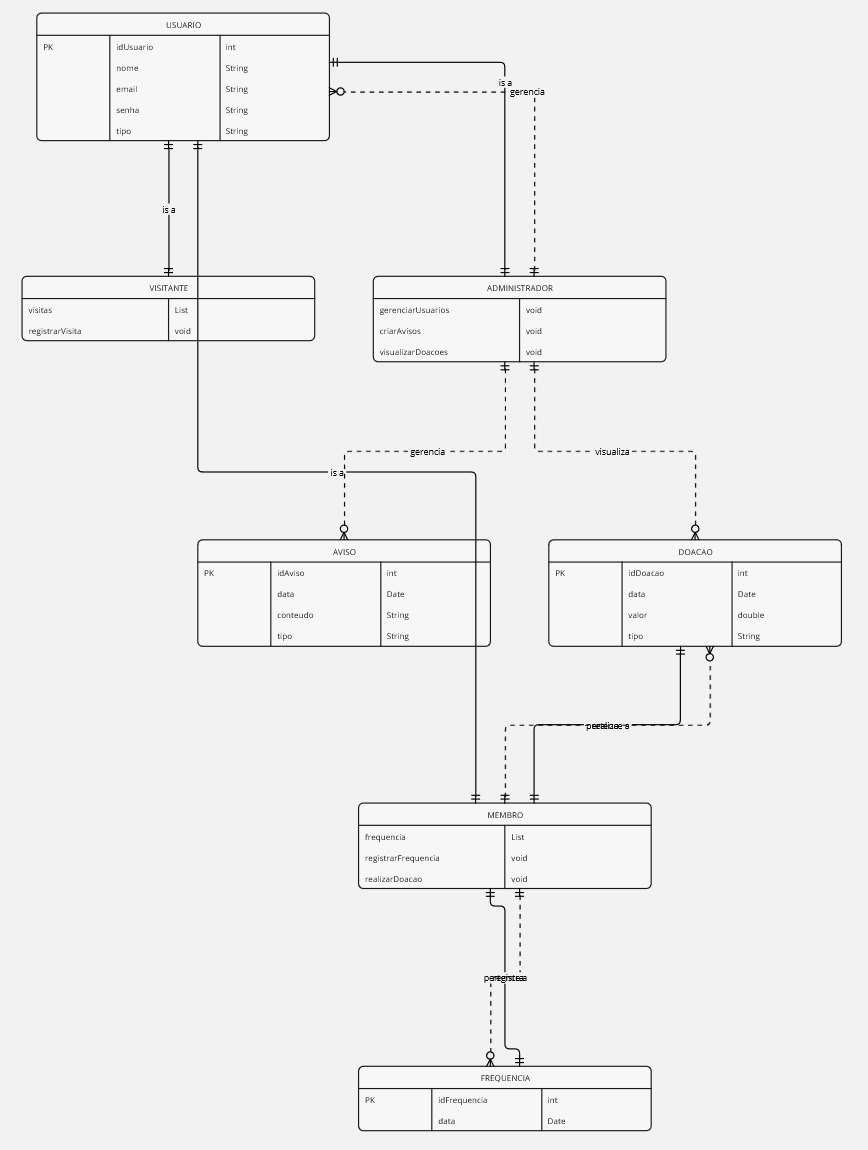 USUARIO
PK idUsuario int
nome String
email String
senha String
tipo String
is a
gerencia
is a
VISITANTE
visitas List
registrarVisita void
ADMINISTRADOR
gerenciarUsuarios void
criarAvisos void
visualizarDoacoes void
gerencia
visualiza
is a
AVISO
PK idAviso int
data Date
conteudo String
tipo String
DOACAO
PK idDoacao int
data Date
valor double
tipo String
MEMBRO
frequencia List
registrarFrequencia void
realizarDoacao void
FREQUENCIA
PK idFrequencia int
data Date